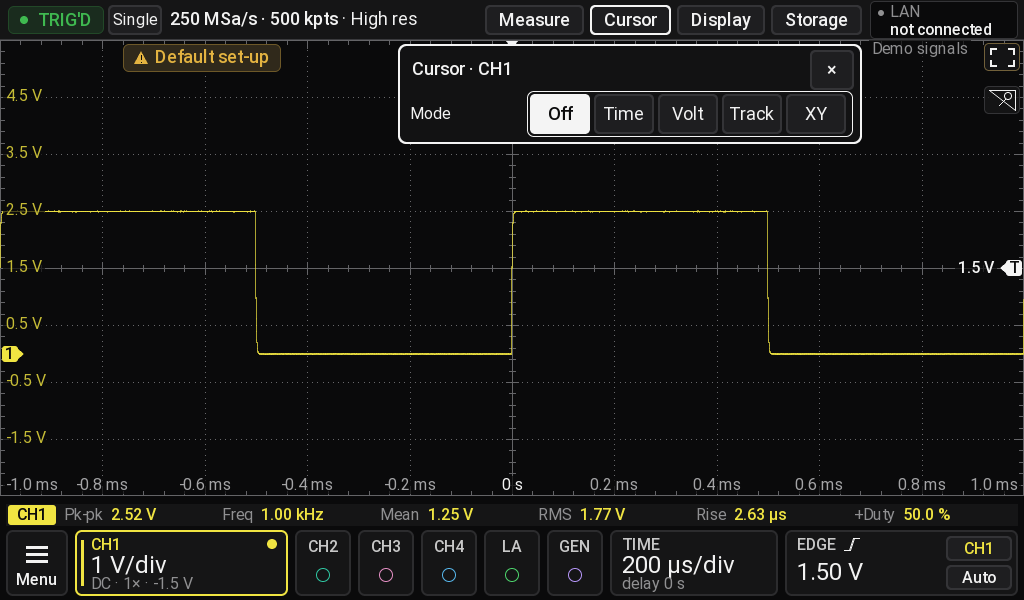 TRIG'D
Single
250 MSa/s · 500 kpts · High res
Measure
Cursor
Display
Storage
LAN
not connected
Demo signals
Default set-up
Cursor · CH1
×
Mode
Off
Time
Volt
Track
XY
4.5 V
3.5 V
2.5 V
1.5 V
0.5 V
-0.5 V
-1.5 V
1
1.5 V
T
-1.0 ms
-0.8 ms
-0.6 ms
-0.4 ms
-0.2 ms
0 s
0.2 ms
0.4 ms
0.6 ms
0.8 ms
1.0 ms
CH1
Pk-pk 2.52 V
Freq 1.00 kHz
Mean 1.25 V
RMS 1.77 V
Rise 2.63 µs
+Duty 50.0 %
Menu
CH1
1 V/div
DC · 1× · -1.5 V
CH2
CH3
CH4
LA
GEN
TIME
200 µs/div
delay 0 s
EDGE
1.50 V
CH1
Auto